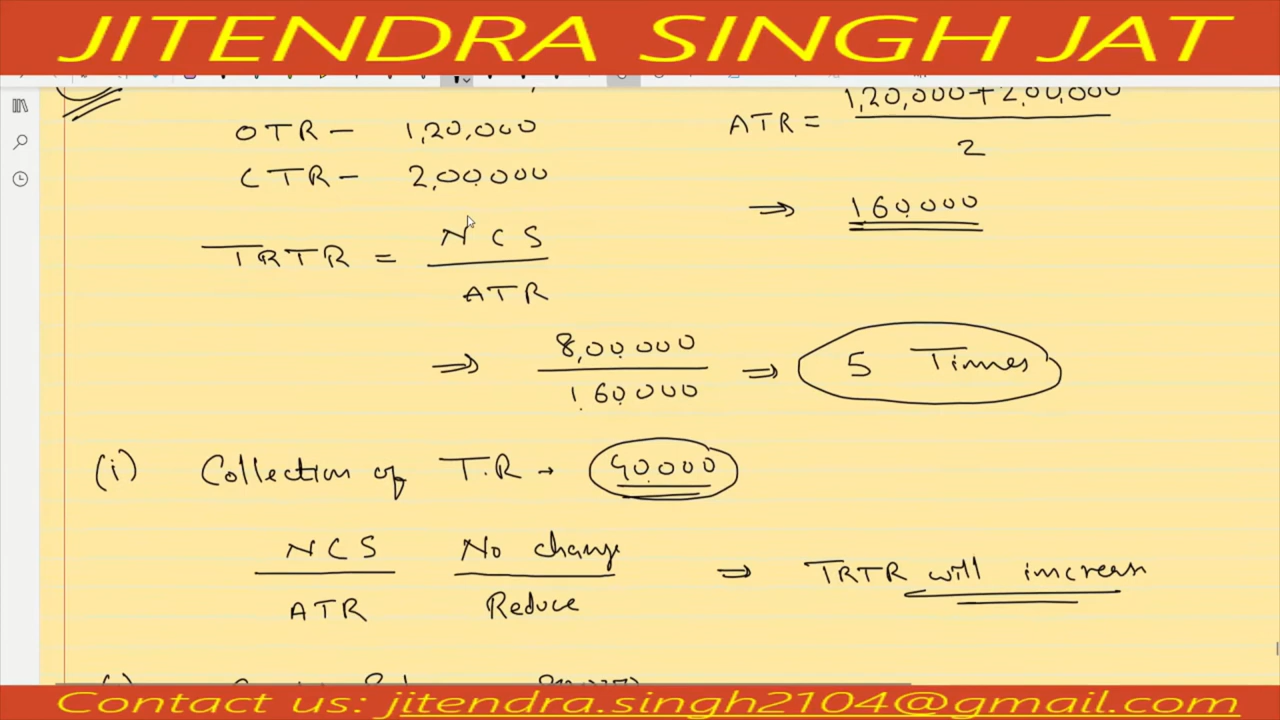 JITENDRA SINGH JAT
OTR – 1,20,000
CTR – 2,00,000
ATR = 1,20,000 + 2,00,000
2
⇒ 1,60,000
TRTR = NCS
ATR
⇒ 8,00,000 ⇒ 5 Times
1,60,000
(i) Collection of T.R → 40,000
NCS No change ⇒ TRTR will increase
ATR Reduce
Contact us: jitendra.singh2104@gmail.com